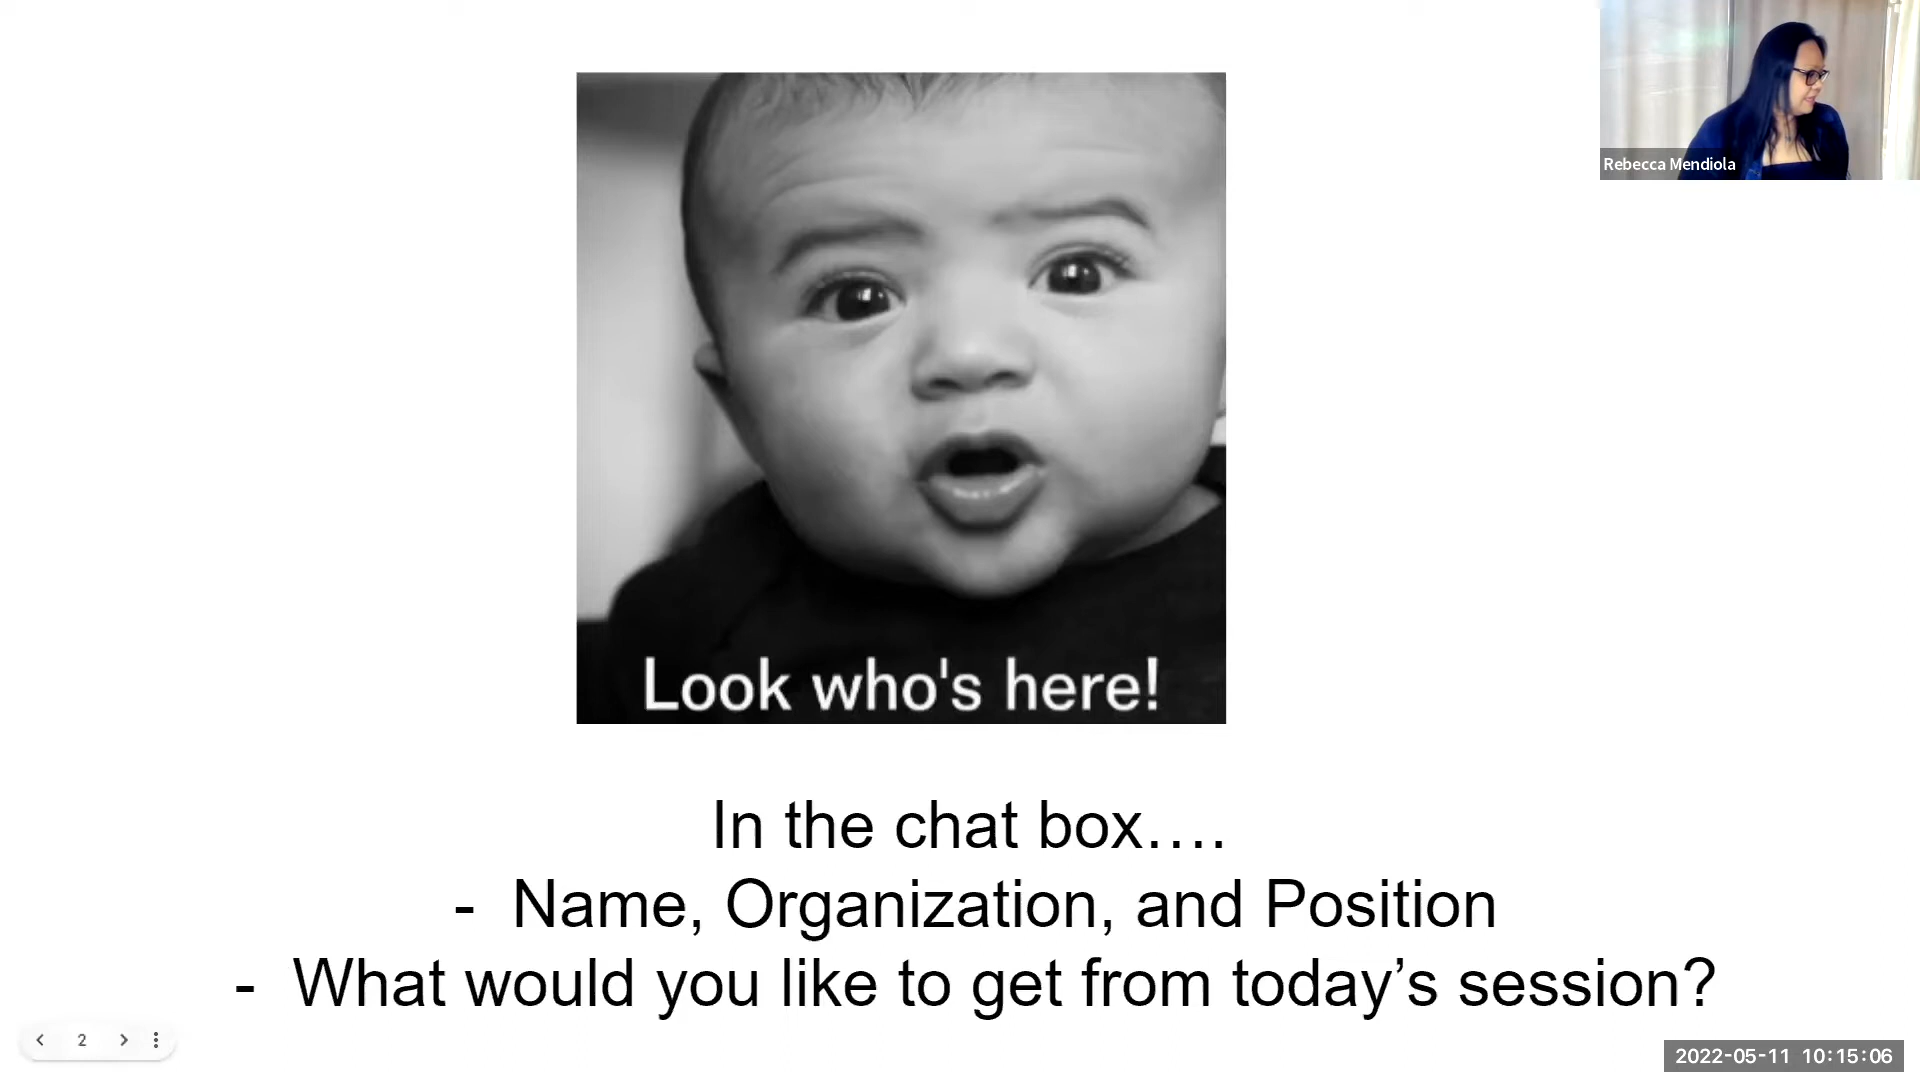 Rebecca Mendiola
Look who's here!
In the chat box….
- Name, Organization, and Position
- What would you like to get from today’s session?
2
2022-05-11 10:15:06